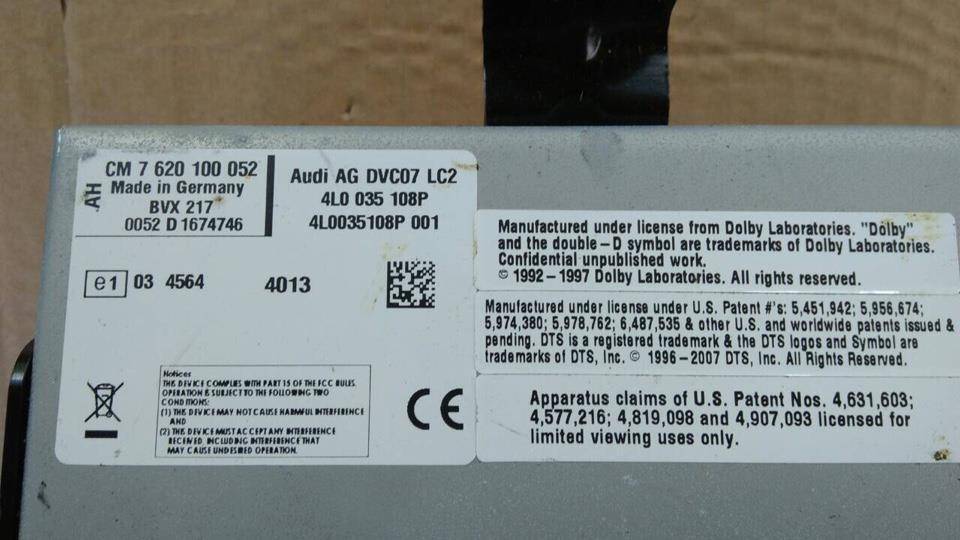 AH
CM 7 620 100 052
Made in Germany
BVX 217
0052 D 1674746
Audi AG DVC07 LC2
4L0 035 108P
4L0035108P 001
e1 03 4564
4013
Notices
THIS DEVICE COMPLIES WITH PART 15 OF THE FCC RULES.
OPERATION IS SUBJECT TO THE FOLLOWING TWO
CONDITIONS:
(1) THIS DEVICE MAY NOT CAUSE HARMFUL INTERFERENCE
AND
(2) THIS DEVICE MUST ACCEPT ANY INTERFERENCE
RECEIVED, INCLUDING INTERFERENCE THAT
MAY CAUSE UNDESIRED OPERATION.
CE
Manufactured under license from Dolby Laboratories. "Dolby"
and the double-D symbol are trademarks of Dolby Laboratories.
Confidential unpublished work.
© 1992-1997 Dolby Laboratories. All rights reserved.
Manufactured under license under U.S. Patent #'s: 5,451,942; 5,956,674;
5,974,380; 5,978,762; 6,487,535 & other U.S. and worldwide patents issued &
pending. DTS is a registered trademark & the DTS logos and Symbol are
trademarks of DTS, Inc. © 1996-2007 DTS, Inc. All Rights Reserved.
Apparatus claims of U.S. Patent Nos. 4,631,603;
4,577,216; 4,819,098 and 4,907,093 licensed for
limited viewing uses only.